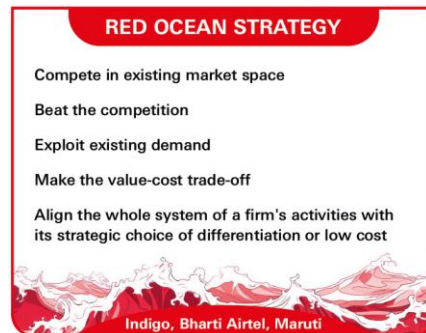 RED OCEAN STRATEGY
Compete in existing market space
Beat the competition
Exploit existing demand
Make the value-cost trade-off
Align the whole system of a firm's activities with
its strategic choice of differentiation or low cost
Indigo, Bharti Airtel, Maruti